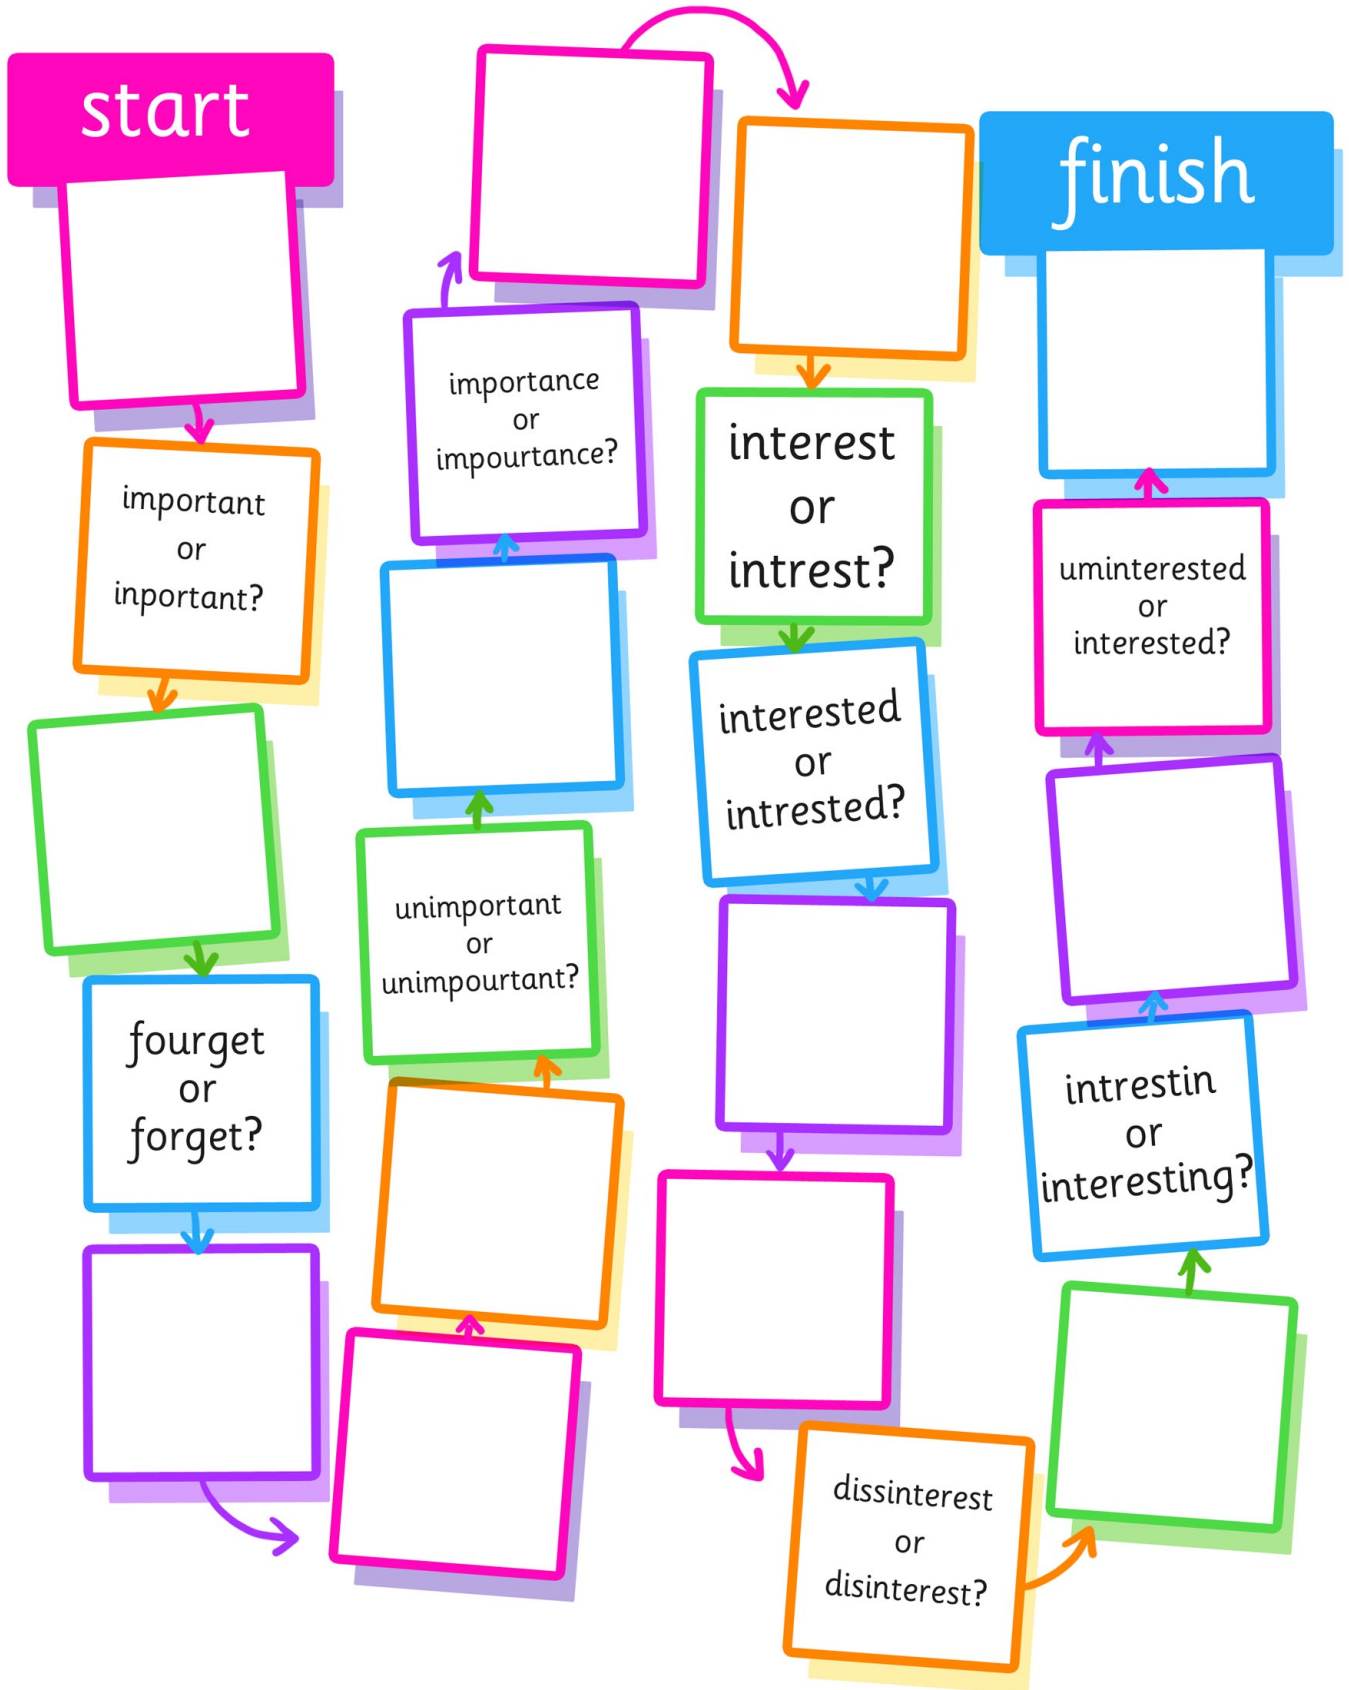 start
important
or
inportant?
fourget
or
forget?
unimportant
or
unimpourtant?
importance
or
impourtance?
interest
or
intrest?
interested
or
intrested?
dissinterest
or
disinterest?
intrestin
or
interesting?
uminterested
or
interested?
finish